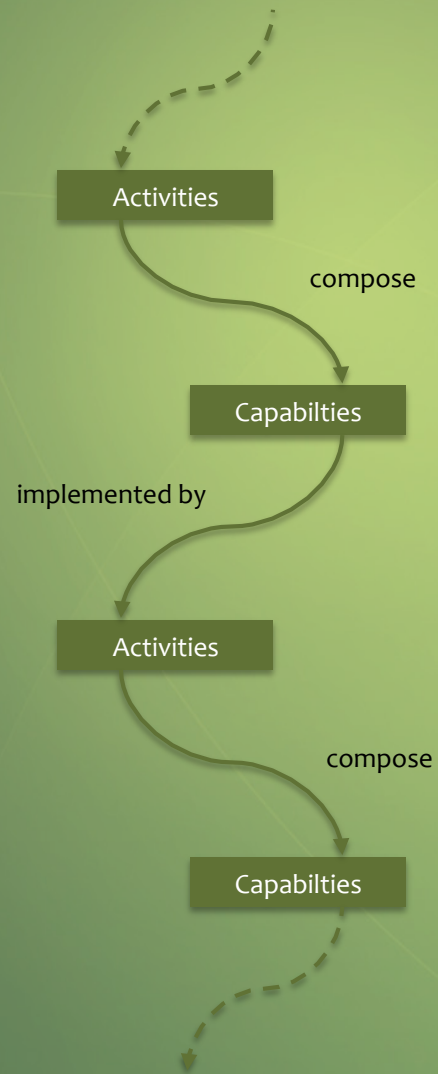 Activities
compose
Capabilties
implemented by
Activities
compose
Capabilties